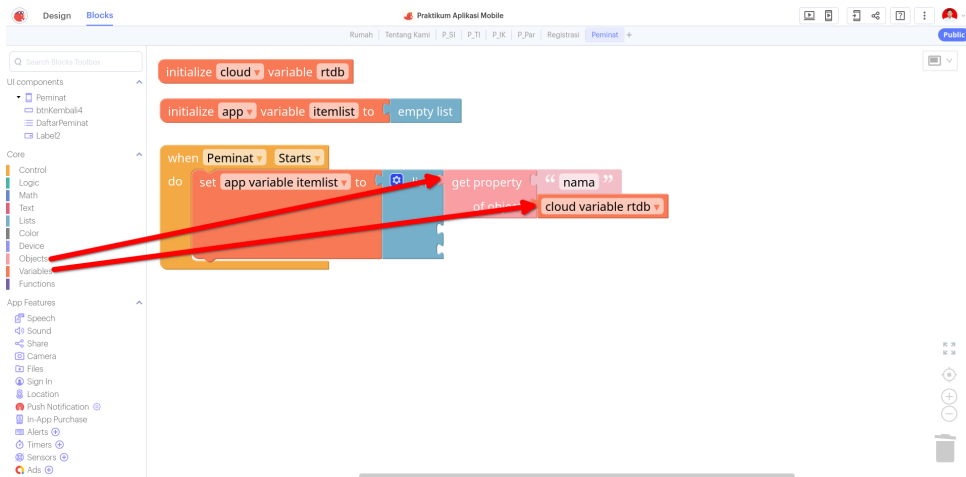 Design Blocks Praktikum Aplikasi Mobile
Rumah Tentang Kami P_SI P_TI P_IK P_Par Registrasi Peminat + Public
Search Blocks Toolbox
UI components
Peminat
btnKembali4
DaftarPeminat
Label2
Core
Control
Logic
Math
Text
Lists
Color
Device
Objects
Variables
Functions
App Features
Speech
Sound
Share
Camera
Files
Sign In
Location
Push Notification
In-App Purchase
Alerts
Timers
Sensors
Ads
initialize cloud variable rtdb
initialize app variable itemlist to empty list
when Peminat Starts
do set app variable itemlist to get property “ nama ”
of cloud variable rtdb